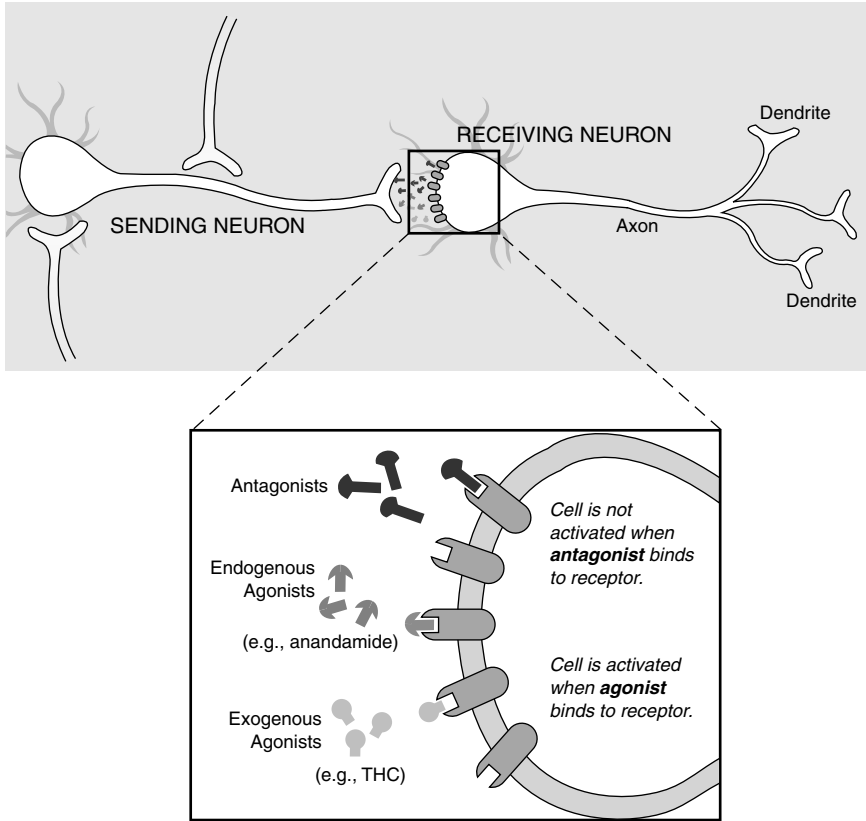 Dendrite
RECEIVING NEURON
SENDING NEURON
Axon
Dendrite
Antagonists
Cell is not
activated when
antagonist binds
to receptor.
Endogenous
Agonists
(e.g., anandamide)
Cell is activated
when agonist
binds to receptor.
Exogenous
Agonists
(e.g., THC)